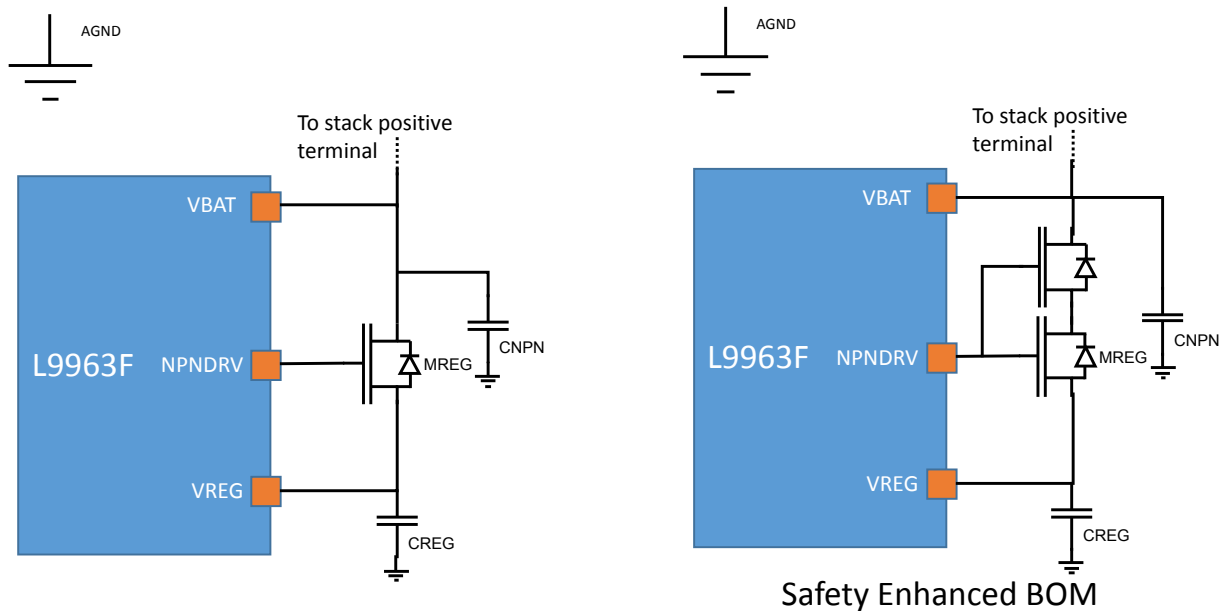 AGND
To stack positive
terminal
VBAT
L9963F
NPNDRV
MREG
CNPN
VREG
CREG
AGND
To stack positive
terminal
VBAT
L9963F
NPNDRV
MREG
CNPN
VREG
CREG
Safety Enhanced BOM